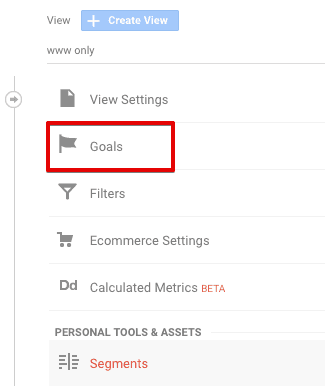 View + Create View
www only
View Settings
Goals
Filters
Ecommerce Settings
Dd Calculated Metrics BETA
PERSONAL TOOLS & ASSETS
Segments